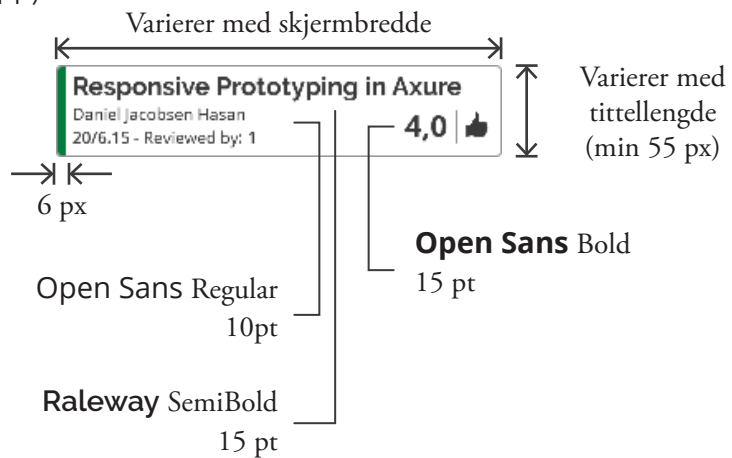 Varierer med skjermbredde
Responsive Prototyping in Axure
Daniel Jacobsen Hasan
20/6.15 - Reviewed by: 1
4,0
Varierer med
tittellengde
(min 55 px)
6 px
Open Sans Bold
15 pt
Open Sans Regular
10pt
Raleway SemiBold
15 pt